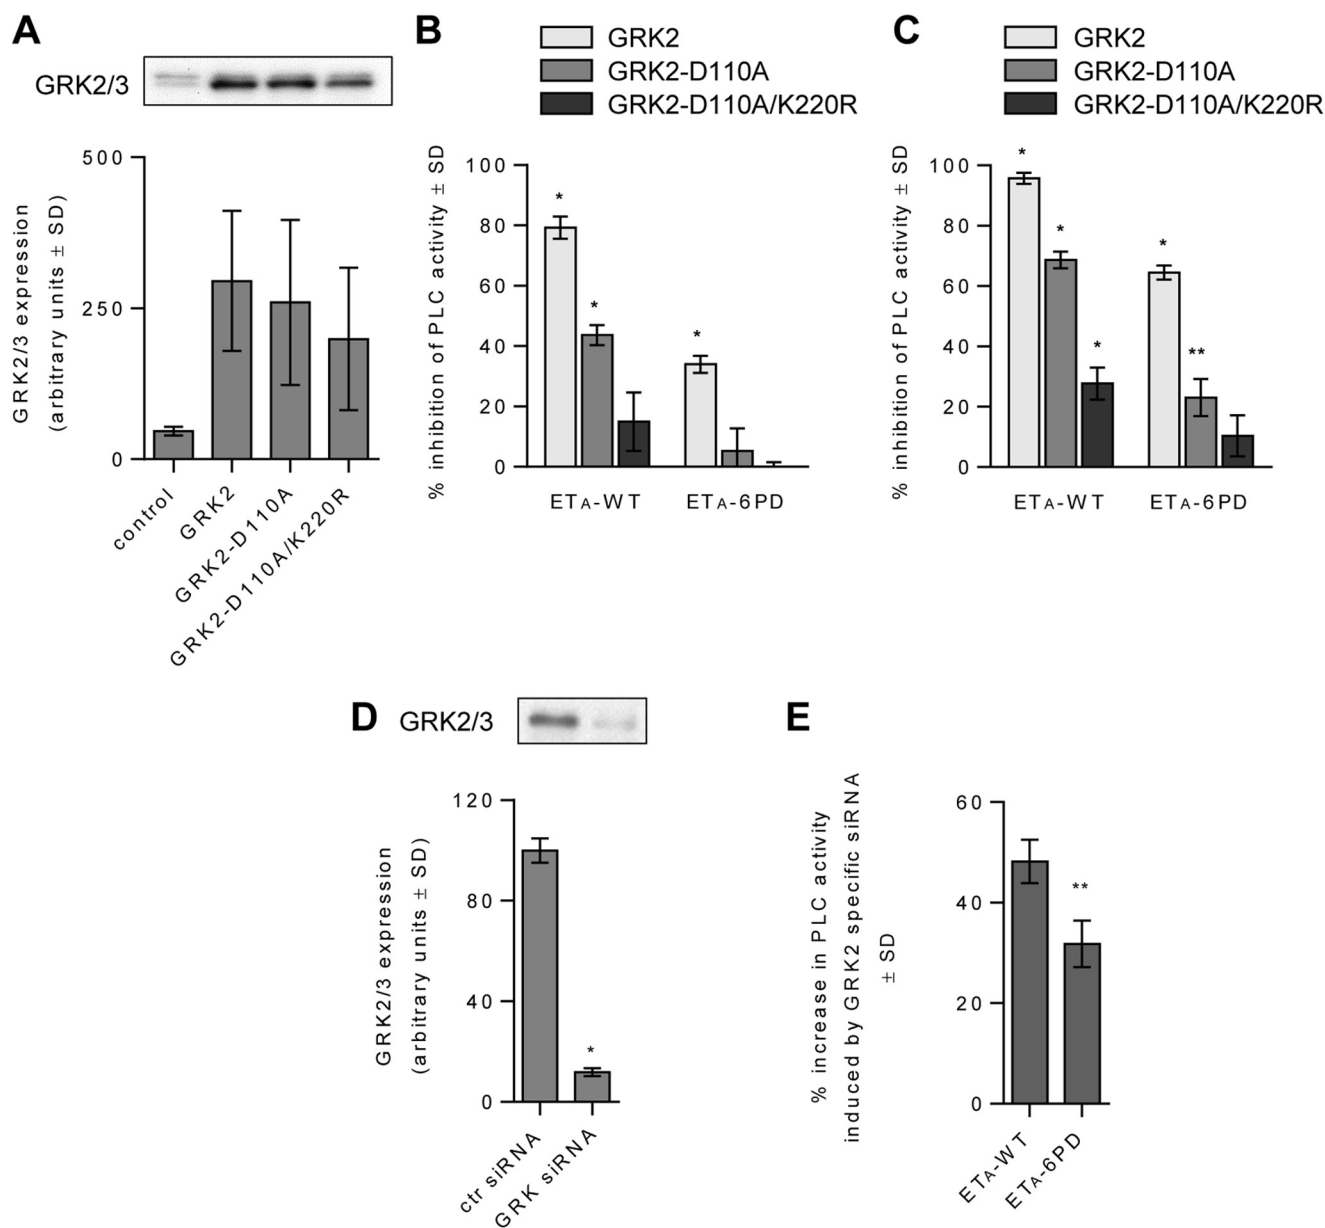 A
GRK2/3
GRK2/3 expression
(arbitrary units ± SD)
500
250
0
control
GRK2
GRK2-D110A
GRK2-D110A/K220R
B
GRK2
GRK2-D110A
GRK2-D110A/K220R
% inhibition of PLC activity ± SD
100
80
60
40
20
0
*
*
*
ETA-WT
ETA-6PD
C
GRK2
GRK2-D110A
GRK2-D110A/K220R
% inhibition of PLC activity ± SD
100
80
60
40
20
0
*
*
*
*
**
ETA-WT
ETA-6PD
D
GRK2/3
GRK2/3 expression
(arbitrary units ± SD)
120
80
40
0
*
ctr siRNA
GRK siRNA
E
% increase in PLC activity
induced by GRK2 specific siRNA
± SD
60
40
20
0
**
ETA-WT
ETA-6PD